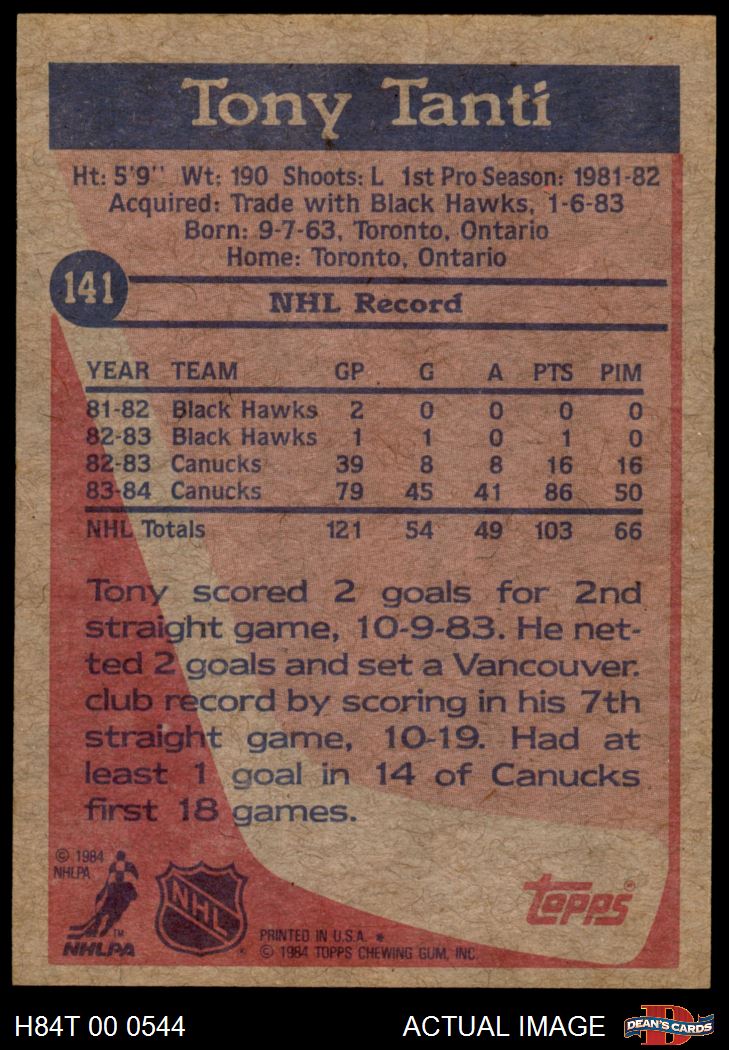 Tony Tanti
Ht: 5'9'' Wt: 190 Shoots: L 1st Pro Season: 1981-82
Acquired: Trade with Black Hawks, 1-6-83
Born: 9-7-63, Toronto, Ontario
Home: Toronto, Ontario
141
NHL Record
YEAR TEAM GP G A PTS PIM
81-82 Black Hawks 2 0 0 0 0
82-83 Black Hawks 1 1 0 1 0
82-83 Canucks 39 8 8 16 16
83-84 Canucks 79 45 41 86 50
NHL Totals 121 54 49 103 66
Tony scored 2 goals for 2nd
straight game, 10-9-83. He net-
ted 2 goals and set a Vancouver.
club record by scoring in his 7th
straight game, 10-19. Had at
least 1 goal in 14 of Canucks
first 18 games.
© 1984
NHLPA
TM
NHLPA
NHL
®
topps®
PRINTED IN U.S.A. *
© 1984 TOPPS CHEWING GUM, INC.
H84T 00 0544
ACTUAL IMAGE
DEAN'S CARDS